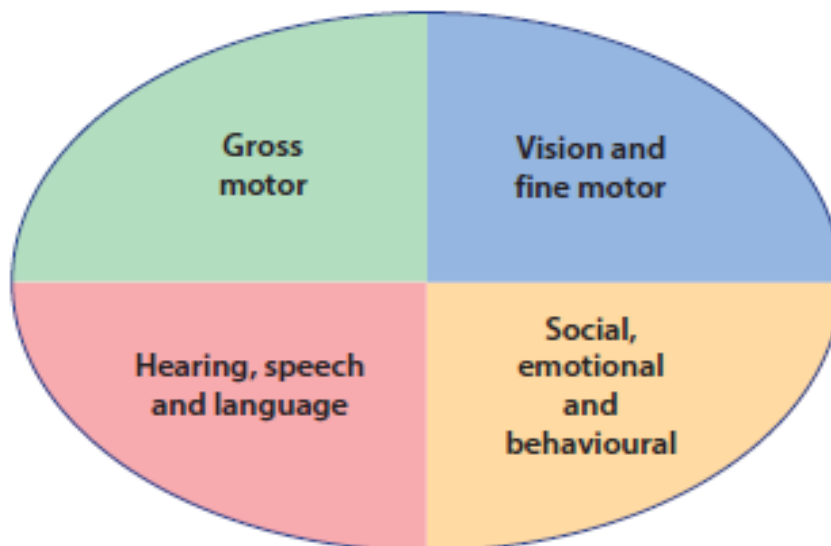 Gross
motor
Vision and
fine motor
Hearing, speech
and language
Social,
emotional
and
behavioural